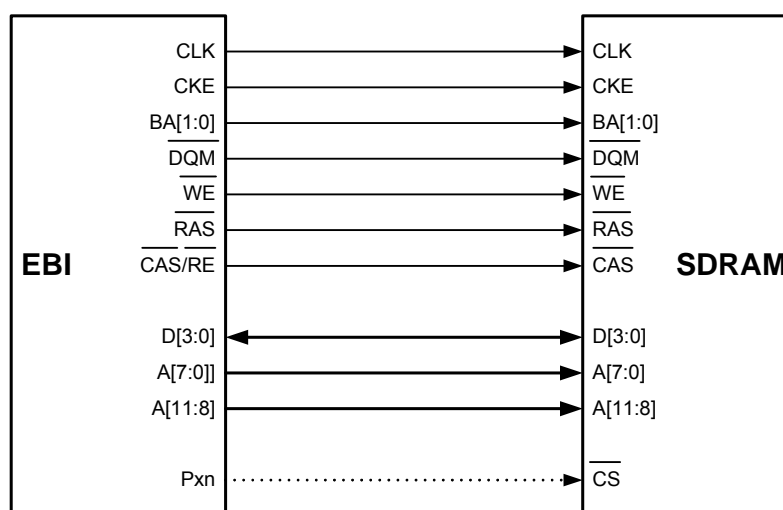 CLK CLK
CKE CKE
BA[1:0] BA[1:0]
DQM DQM
WE WE
RAS RAS
EBI CAS/RE CAS SDRAM
D[3:0] D[3:0]
A[7:0]] A[7:0]
A[11:8] A[11:8]
Pxn CS